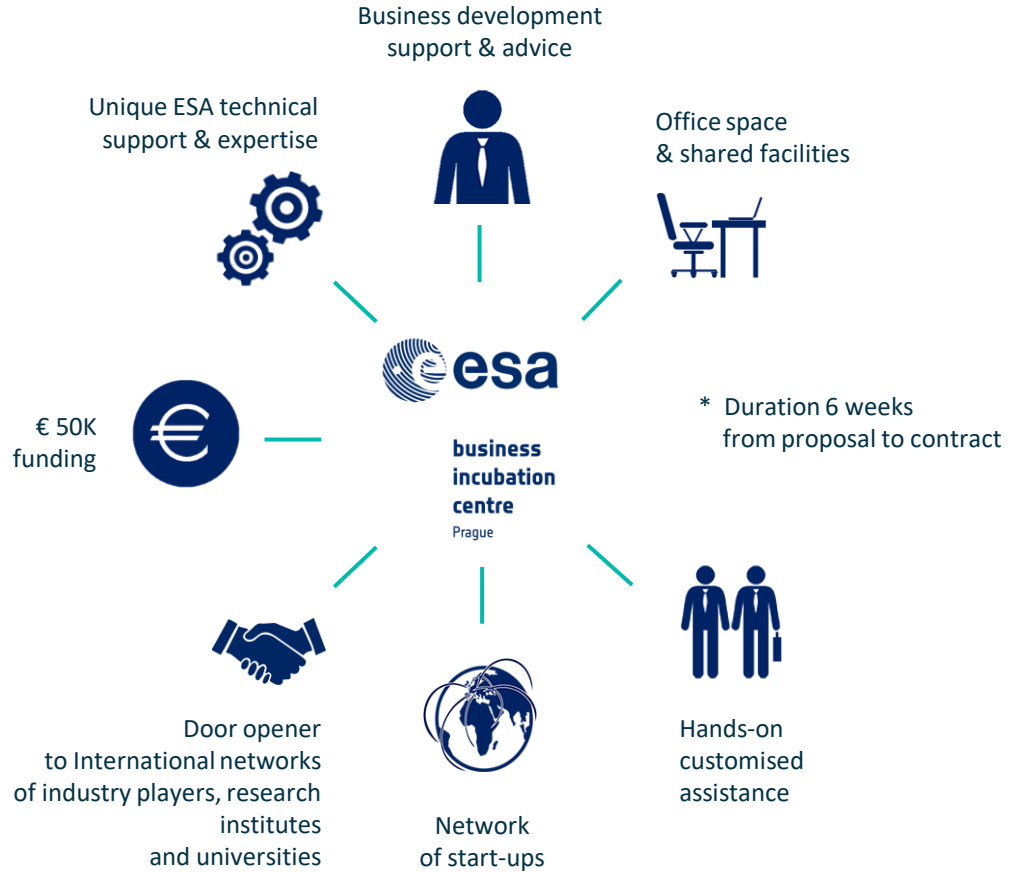 Business development
support & advice
Unique ESA technical
support & expertise
Office space
& shared facilities
esa
€ 50K
funding
* Duration 6 weeks
from proposal to contract
business
incubation
centre
Prague
Door opener
to International networks
of industry players, research
institutes
and universities
Network
of start-ups
Hands-on
customised
assistance